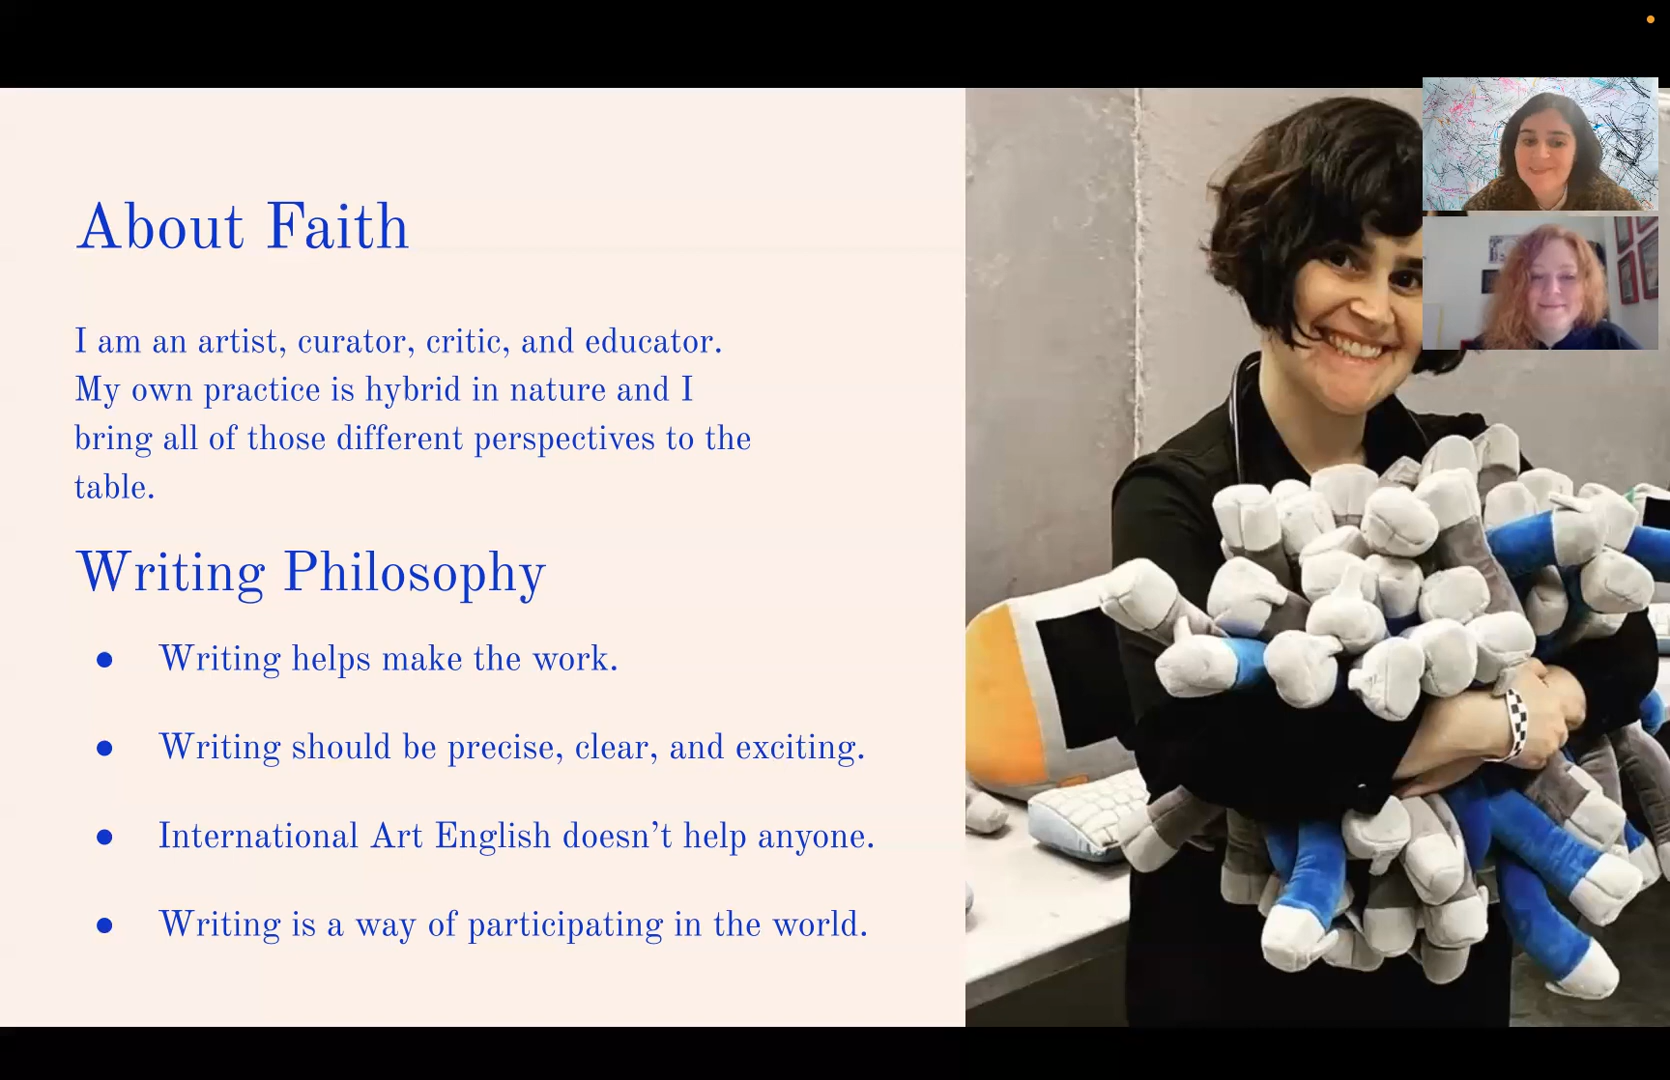 About Faith
I am an artist, curator, critic, and educator.
My own practice is hybrid in nature and I
bring all of those different perspectives to the
table.
Writing Philosophy
● Writing helps make the work.
● Writing should be precise, clear, and exciting.
● International Art English doesn’t help anyone.
● Writing is a way of participating in the world.